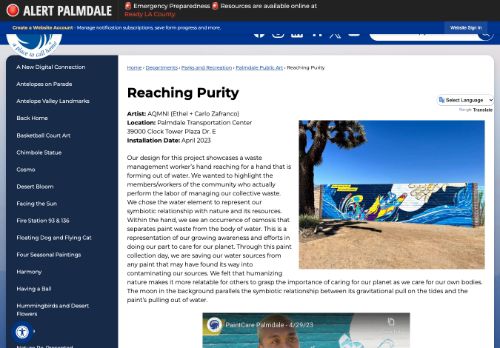 ALERT PALMDALE
🚨 Emergency Preparedness 🚨 Resources are available online at
Ready LA County.
Create a Website Account - Manage notification subscriptions, save form progress and more.
Website Sign In
a place to call home
A New Digital Connection
Antelopes on Parade
Antelope Valley Landmarks
Back Home
Basketball Court Art
Chimbole Statue
Cosmo
Desert Bloom
Facing the Sun
Fire Station 93 & 136
Floating Dog and Flying Cat
Four Seasonal Paintings
Harmony
Having a Ball
Hummingbirds and Desert
Flowers
Home › Departments › Parks and Recreation › Palmdale Public Art › Reaching Purity
Reaching Purity
Select Language
Google Translate
Artist: AQMNI (Ethel + Carlo Zafranco)
Location: Palmdale Transportation Center
39000 Clock Tower Plaza Dr. E
Installation Date: April 2023
Our design for this project showcases a waste
management worker's hand reaching for a hand that is
forming out of water. We wanted to highlight the
members/workers of the community who actually
perform the labor of managing our collective waste.
We chose the water element to represent our
symbiotic relationship with nature and its resources.
Within the hand, we see an occurrence of osmosis that
separates paint waste from the body of water. This is a
representation of our growing awareness and efforts in
doing our part to care for our planet. Through this paint
collection day, we are saving our water sources from
any paint that may have found its way into
contaminating our sources. We felt that humanizing
nature makes it more relatable for others to grasp the importance of caring for our planet as we care for our own bodies.
The moon in the background parallels the symbiotic relationship between its gravitational pull on the tides and the
paint's pulling out of water.
PaintCare Palmdale - 4/29/23